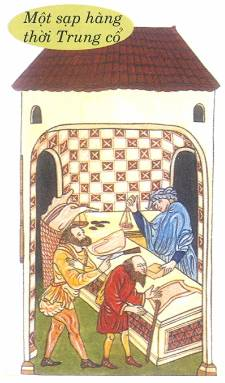 Một sạp hàng
thời Trung cổ